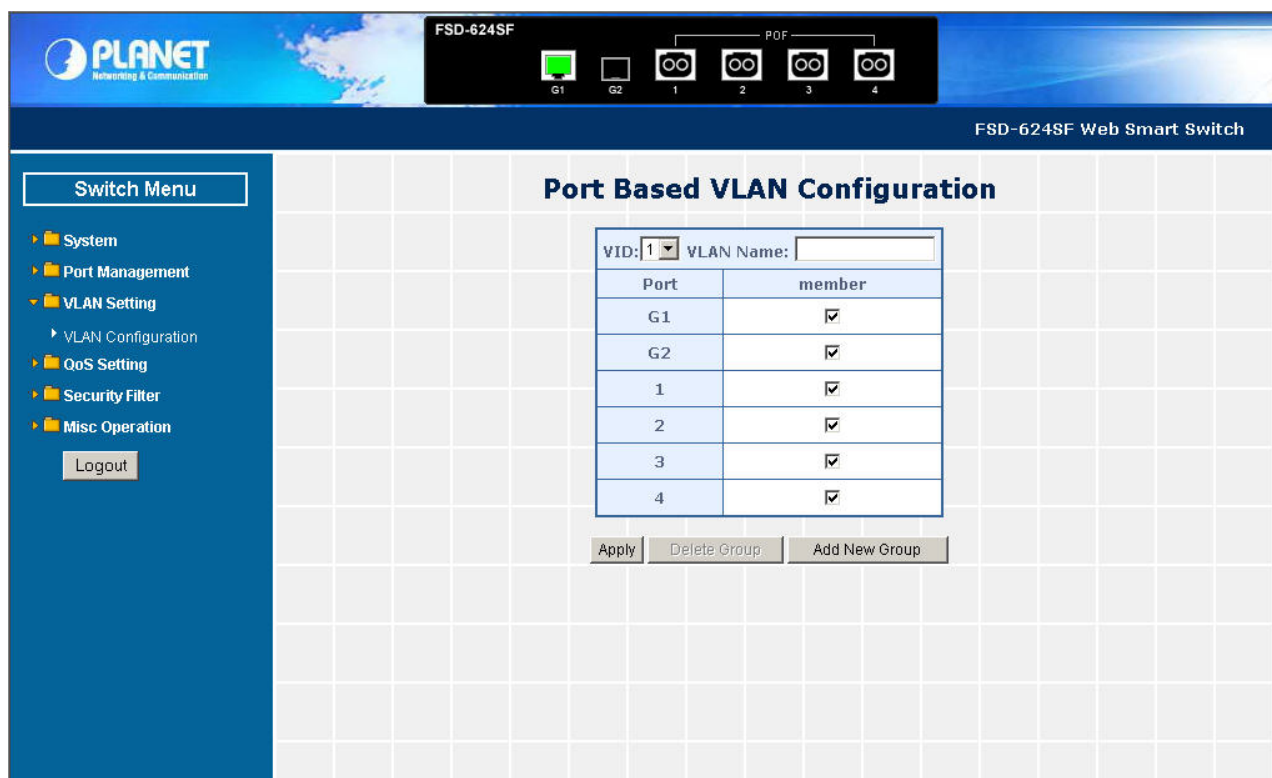 PLANET
Networking & Communication
FSD-624SF
POF
G1 G2 1 2 3 4
FSD-624SF Web Smart Switch
Switch Menu
System
Port Management
VLAN Setting
VLAN Configuration
QoS Setting
Security Filter
Misc Operation
Logout
Port Based VLAN Configuration
VID: 1 VLAN Name:
Port member
G1
G2
1
2
3
4
Apply Delete Group Add New Group